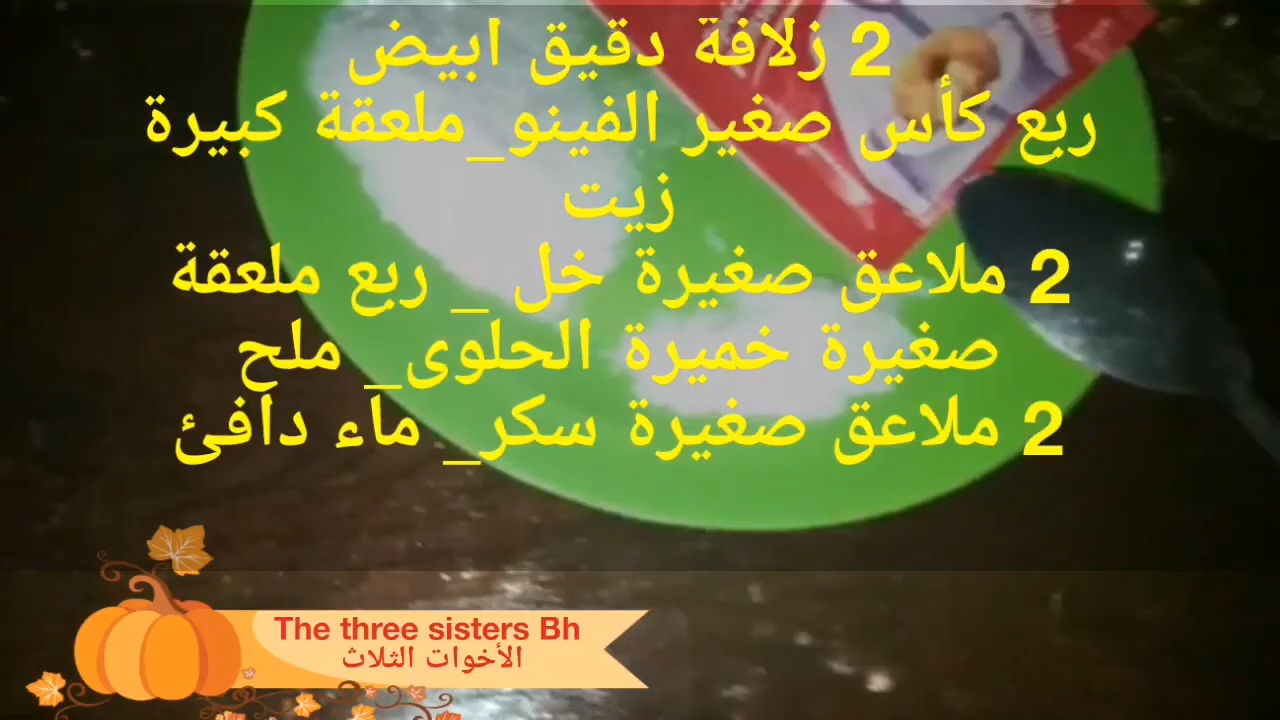 2 زلافة دقيق ابيض
ربع كأس صغير الفينو_ملعقة كبيرة
زيت
2 ملاعق صغيرة خل _ ربع ملعقة
صغيرة خميرة الحلوى_ ملح
2 ملاعق صغيرة سكر_ ماء دافئ
The three sisters Bh
الأخوات الثلاث